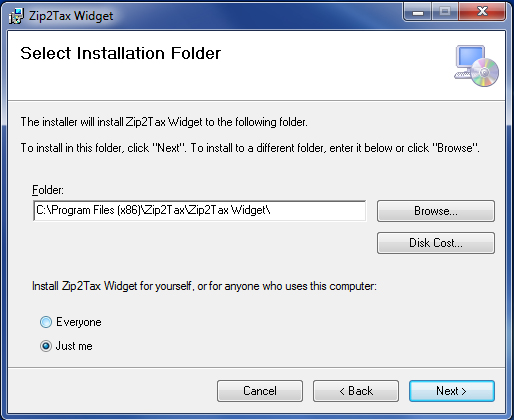 Zip2Tax Widget
Select Installation Folder
The installer will install Zip2Tax Widget to the following folder.
To install in this folder, click "Next". To install to a different folder, enter it below or click "Browse".
Folder:
C:\Program Files (x86)\Zip2Tax\Zip2Tax Widget\
Browse...
Disk Cost...
Install Zip2Tax Widget for yourself, or for anyone who uses this computer:
Everyone
Just me
Cancel
< Back
Next >